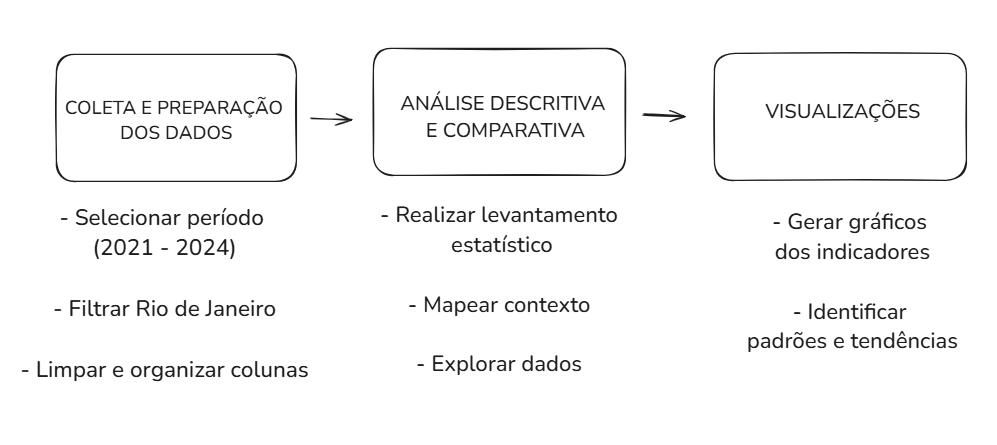 COLETA E PREPARAÇÃO
DOS DADOS
- Selecionar período
(2021 - 2024)
- Filtrar Rio de Janeiro
- Limpar e organizar colunas
ANÁLISE DESCRITIVA
E COMPARATIVA
- Realizar levantamento
estatístico
- Mapear contexto
- Explorar dados
VISUALIZAÇÕES
- Gerar gráficos
dos indicadores
- Identificar
padrões e tendências